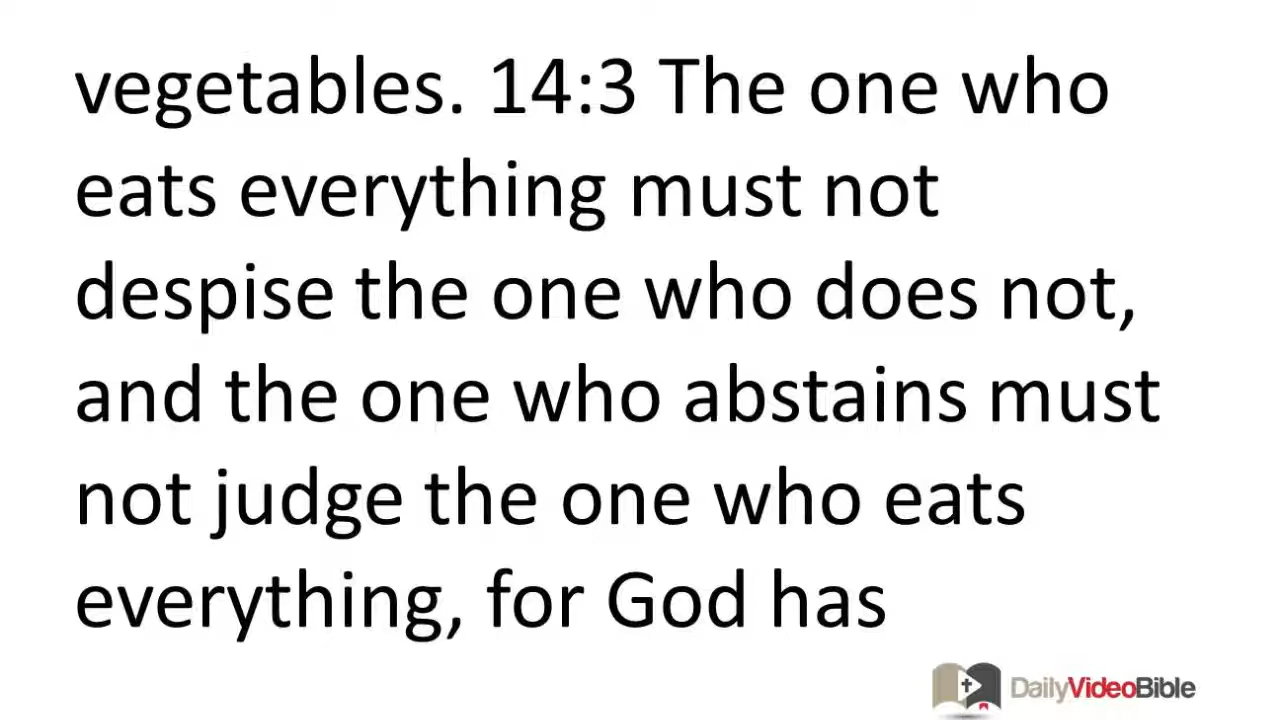 vegetables. 14:3 The one who
eats everything must not
despise the one who does not,
and the one who abstains must
not judge the one who eats
everything, for God has
DailyVideoBible